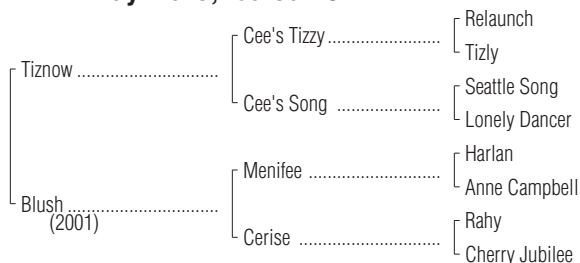 Relaunch
Cee's Tizzy ..........................
Tizly
Tiznow ...................................
Seattle Song
Cee's Song ........................
Lonely Dancer
Harlan
Menifee ..............................
Anne Campbell
Blush .....................................
(2001)
Rahy
Cerise ................................
Cherry Jubilee